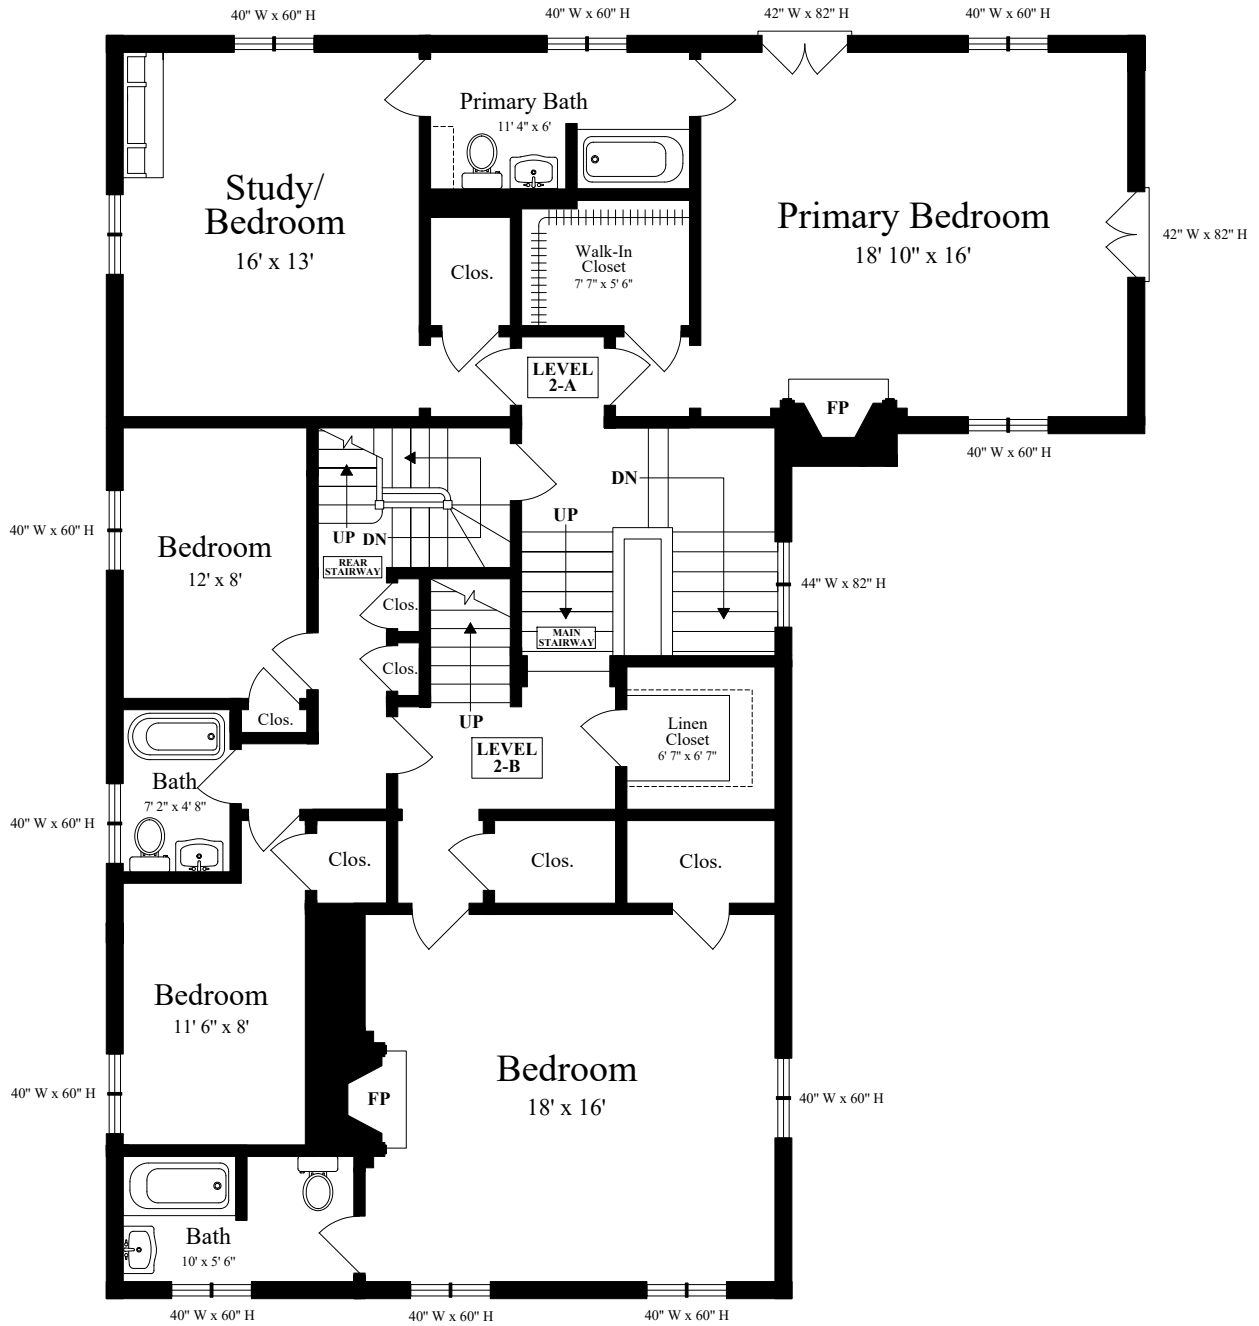 40" W x 60" H
40" W x 60" H
42" W x 82" H
40" W x 60" H
Primary Bath
11' 4" x 6'
Study/
Bedroom
16' x 13'
Primary Bedroom
18' 10" x 16'
42" W x 82" H
Clos.
Walk-In
Closet
7' 7" x 5' 6"
LEVEL
2-A
FP
40" W x 60" H
DN
UP
40" W x 60" H
Bedroom
12' x 8'
UP
DN
REAR
STAIRWAY
44" W x 82" H
Clos.
MAIN
STAIRWAY
Clos.
Clos.
UP
LEVEL
2-B
Linen
Closet
6' 7" x 6' 7"
Bath
7' 2" x 4' 8"
40" W x 60" H
Clos.
Clos.
Clos.
Bedroom
11' 6" x 8'
40" W x 60" H
FP
Bedroom
18' x 16'
40" W x 60" H
Bath
10' x 5' 6"
40" W x 60" H
40" W x 60" H
40" W x 60" H